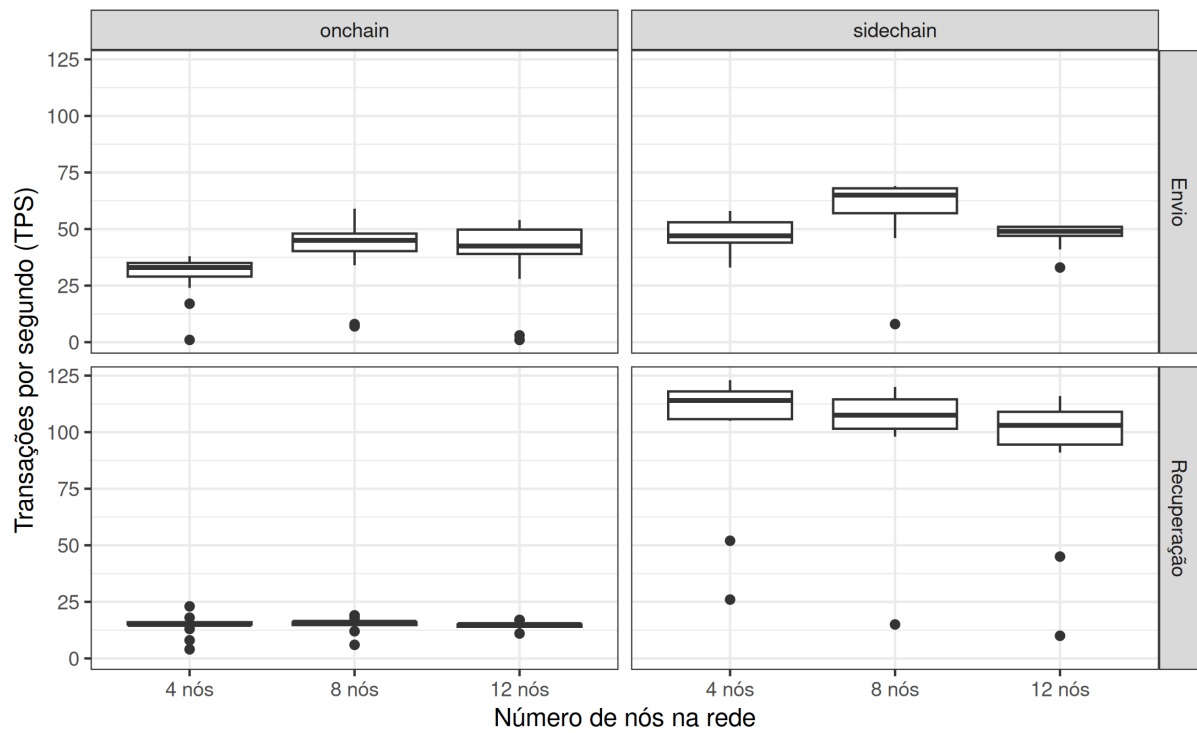 onchain
sidechain
Transações por segundo (TPS)
125
100
75
50
25
0
Envio
125
100
75
50
25
0
Recuperação
4 nós
8 nós
12 nós
4 nós
8 nós
12 nós
Número de nós na rede